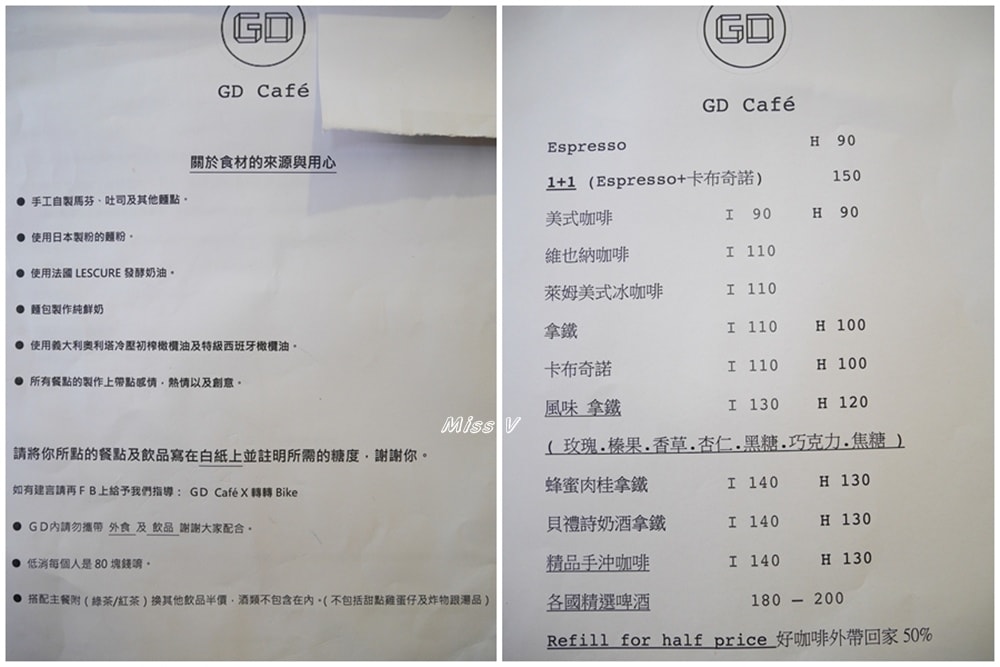 GD
GD Café
關於食材的來源與用心
● 手工自製馬芬、吐司及其他麵點。
● 使用日本製粉的麵粉。
● 使用法國 LESCURE 發酵奶油。
● 麵包製作純鮮奶
● 使用義大利奧利塔冷壓初榨橄欖油及特級西班牙橄欖油。
● 所有餐點的製作上帶點感情，熱情以及創意。
請將你所點的餐點及飲品寫在白紙上並註明所需的糖度，謝謝你。
如有建言請再ＦＢ上給予我們指導： GD Café X 轉轉 Bike
● ＧＤ內請勿攜帶 外食 及 飲品 謝謝大家配合。
● 低消每個人是 80 塊錢唷。
● 搭配主餐附（綠茶/紅茶）換其他飲品半價，酒類不包含在內。(不包括甜點雞蛋仔及炸物跟湯品)
GD
GD Café
Espresso H 90
1+1 (Espresso+卡布奇諾) 150
美式咖啡 I 90 H 90
維也納咖啡 I 110
萊姆美式冰咖啡 I 110
拿鐵 I 110 H 100
卡布奇諾 I 110 H 100
風味 拿鐵 I 130 H 120
( 玫瑰.榛果.香草.杏仁.黑糖.巧克力.焦糖 )
蜂蜜肉桂拿鐵 I 140 H 130
貝禮詩奶酒拿鐵 I 140 H 130
精品手沖咖啡 I 140 H 130
各國精選啤酒 180 – 200
Refill for half price 好咖啡外帶回家 50%
Miss V